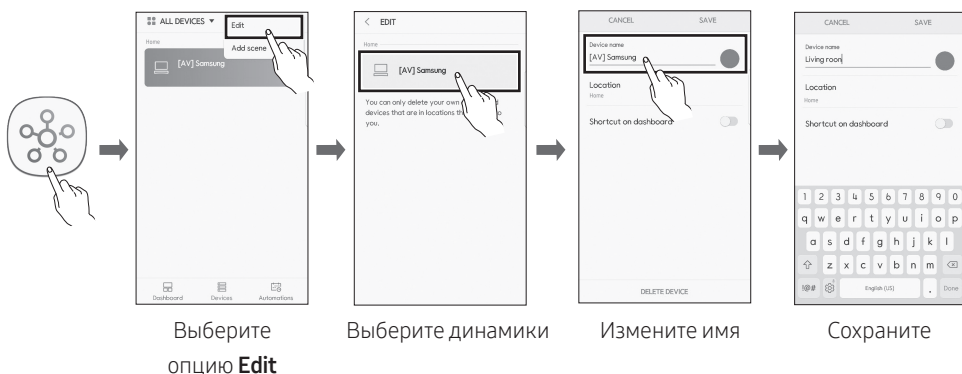 ALL DEVICES ▼
Edit
Add scene
Home
[AV] Samsung
Dashboard
Devices
Automations
Выберите
опцию Edit
< EDIT
Home
[AV] Samsung
You can only delete your own
devices that are in locations
you.
Выберите динамики
CANCEL SAVE
Device name
[AV] Samsung
Location
Home
Shortcut on dashboard
DELETE DEVICE
Измените имя
CANCEL SAVE
Device name
Living roon
Location
Home
Shortcut on dashboard
1 2 3 4 5 6 7 8 9 0
q w e r t y u i o p
a s d f g h j k l
z x c v b n m
!@# English (US) . Done
Сохраните